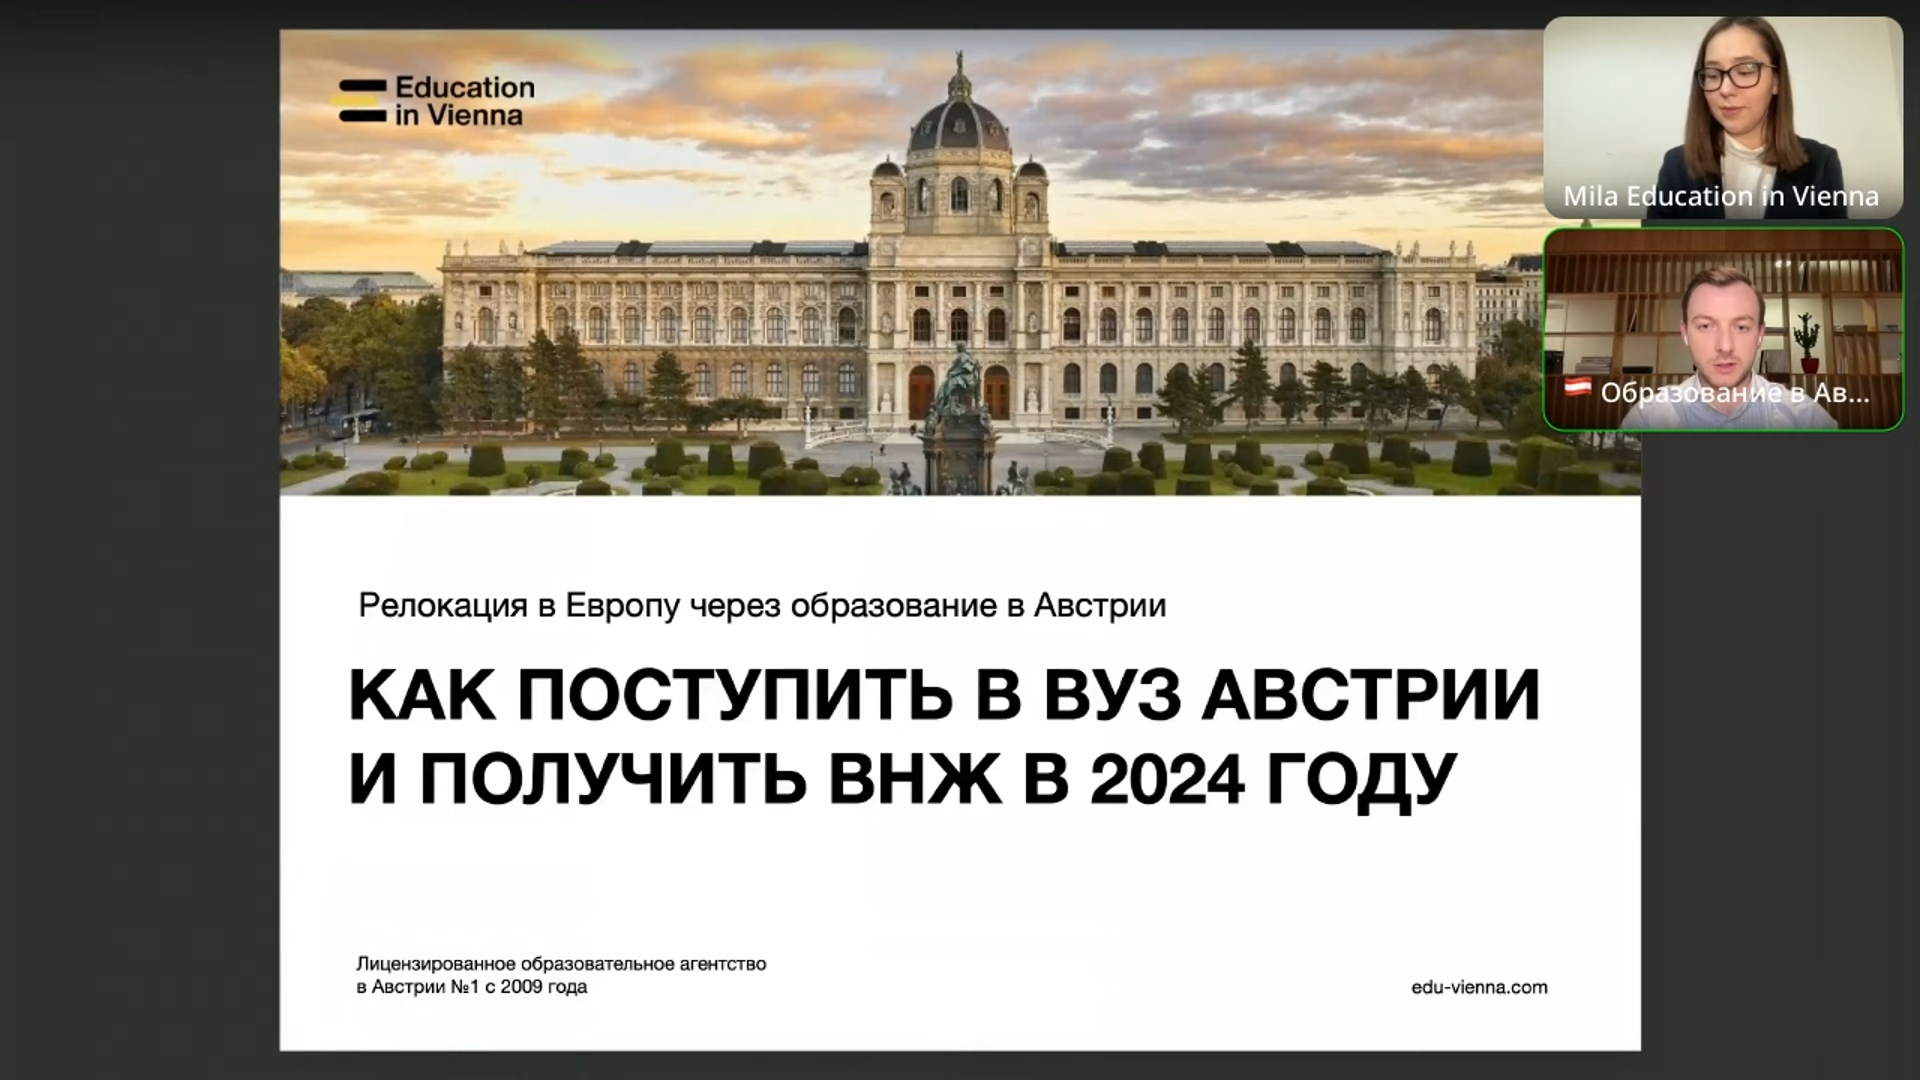 Education
in Vienna
Mila Education in Vienna
Образование в Ав...
Релокация в Европу через образование в Австрии
КАК ПОСТУПИТЬ В ВУЗ АВСТРИИ
И ПОЛУЧИТЬ ВНЖ В 2024 ГОДУ
Лицензированное образовательное агентство
в Австрии №1 с 2009 года
edu-vienna.com